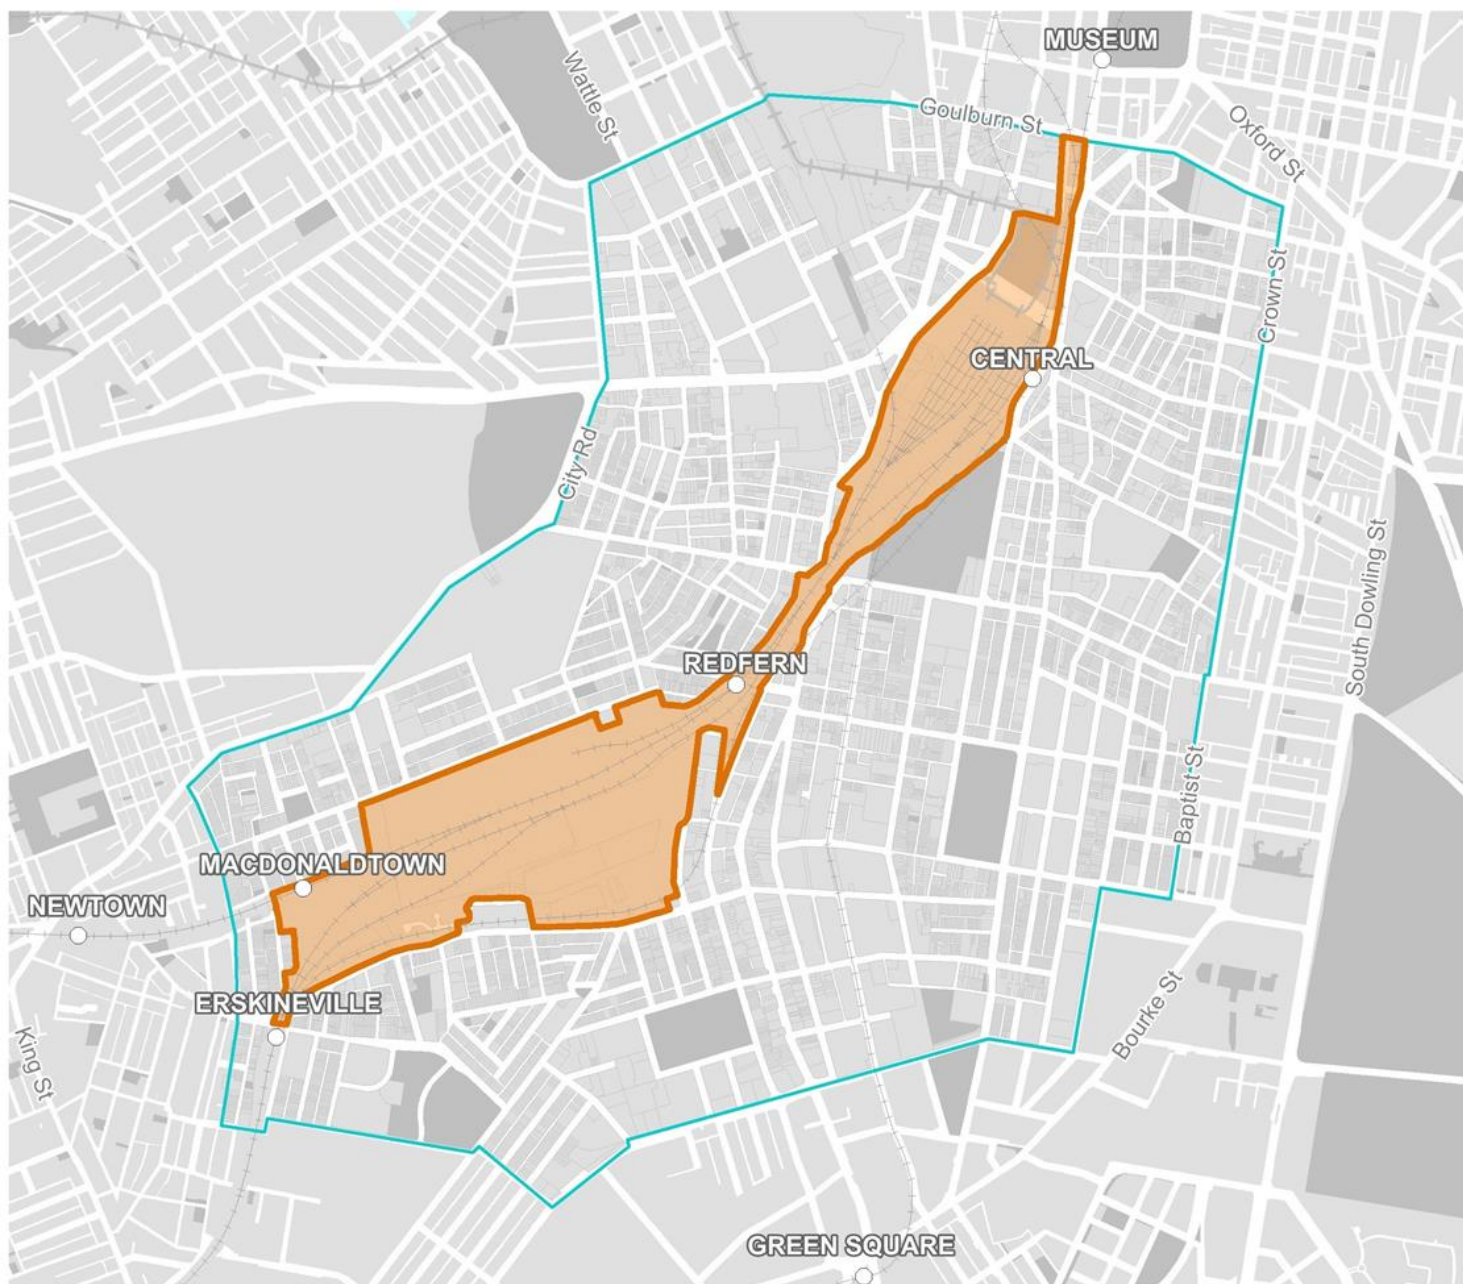 MUSEUM
Wattle St
Goulburn St
Oxford St
Crown St
CENTRAL
City Rd
South Dowling St
REDFERN
Baptist St
MACDONALDTOWN
NEWTOWN
ERSKINEVILLE
Bourke St
King St
GREEN SQUARE